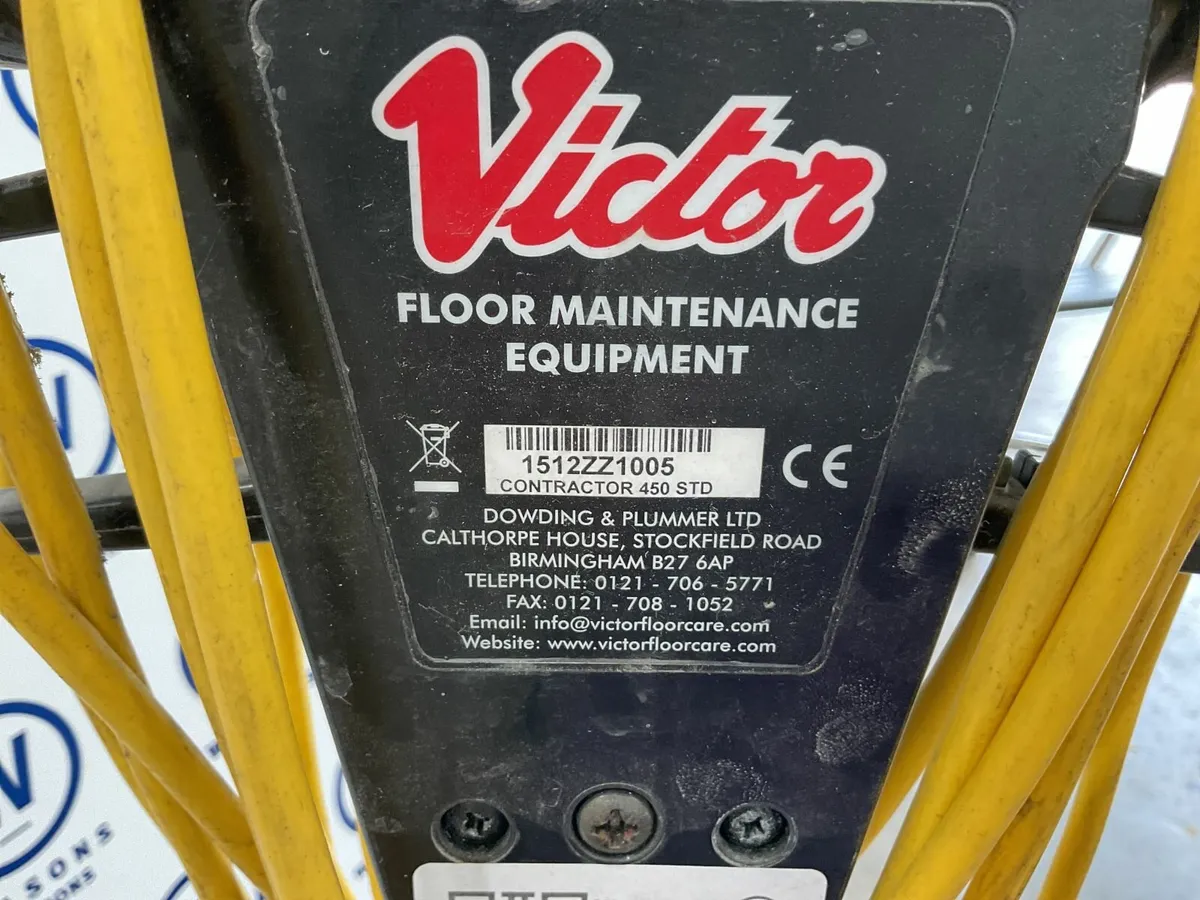 Victor
FLOOR MAINTENANCE
EQUIPMENT
1512ZZ1005
CONTRACTOR 450 STD
CE
DOWDING & PLUMMER LTD
CALTHORPE HOUSE, STOCKFIELD ROAD
BIRMINGHAM B27 6AP
TELEPHONE: 0121 - 706 - 5771
FAX: 0121 - 708 - 1052
Email: info@victorfloorcare.com
Website: www.victorfloorcare.com
W
W
SONS